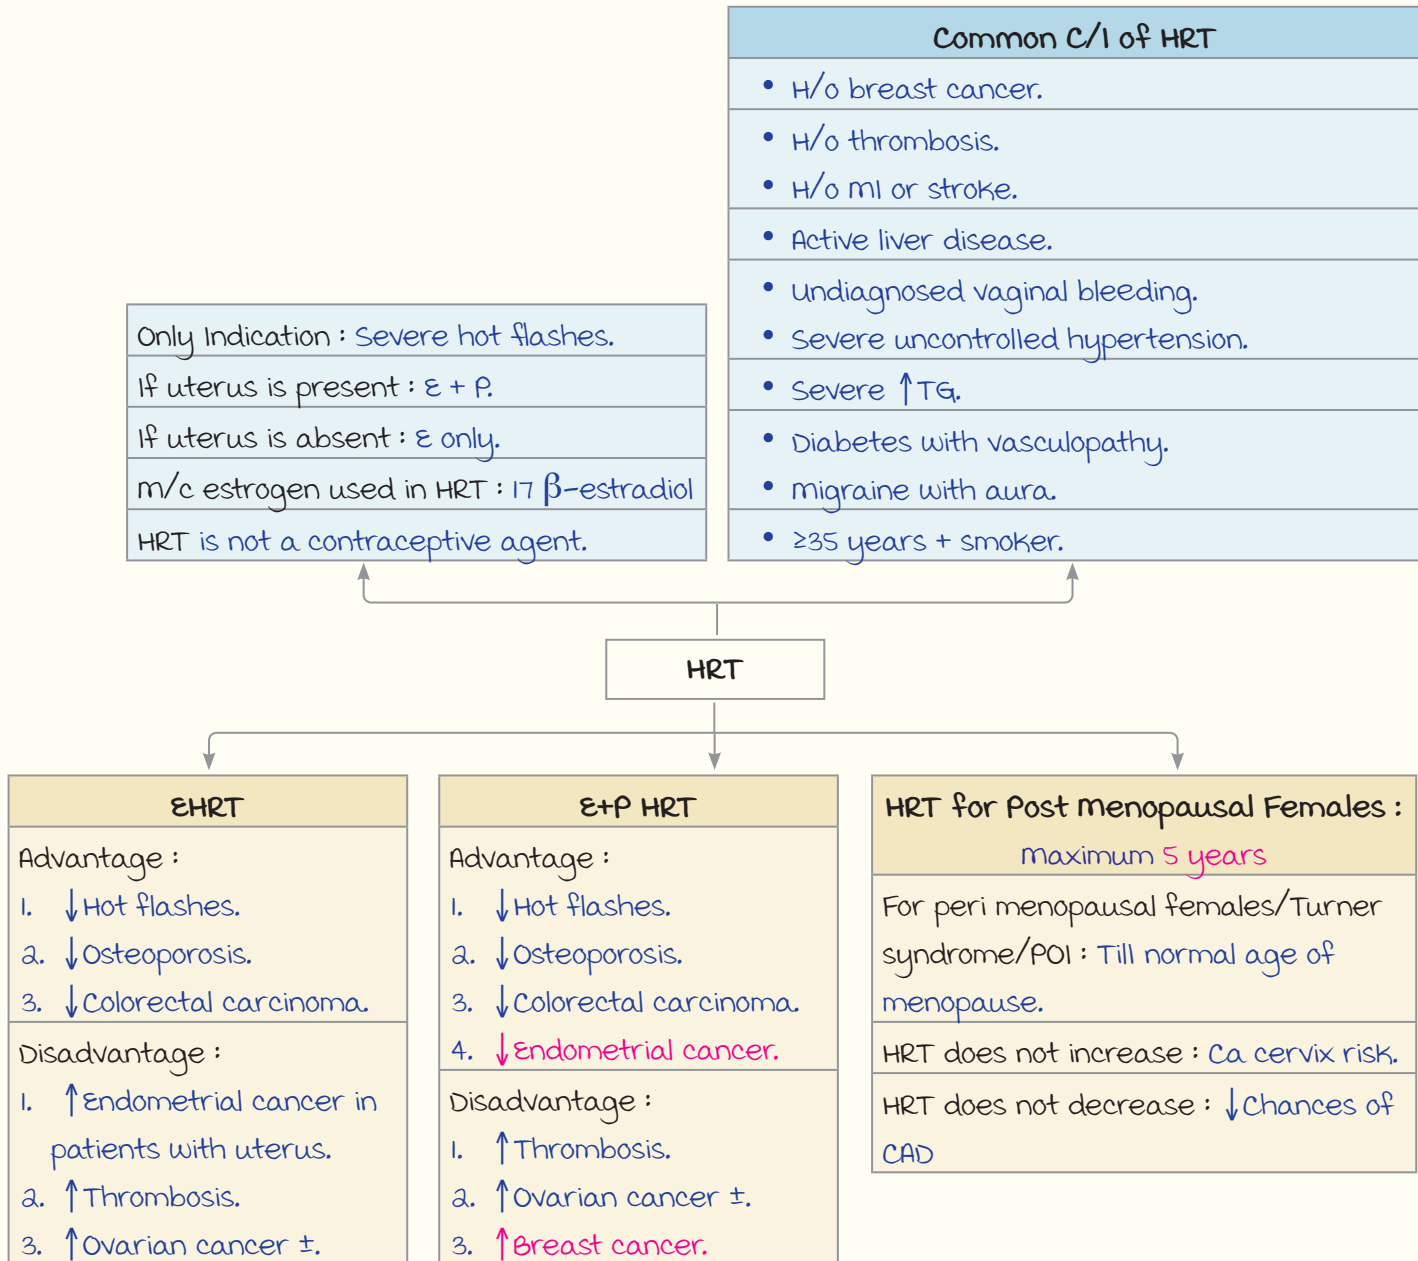 Common C/I of HRT
• H/o breast cancer.
• H/o thrombosis.
• H/o MI or stroke.
• Active liver disease.
• Undiagnosed vaginal bleeding.
• Severe uncontrolled hypertension.
• Severe ↑TG.
• Diabetes with vasculopathy.
• Migraine with aura.
• ≥35 years + smoker.
Only Indication : Severe hot flashes.
If uterus is present : E + P.
If uterus is absent : E only.
M/c estrogen used in HRT : 17 β-estradiol
HRT is not a contraceptive agent.
HRT
EHRT
Advantage :
1. ↓Hot flashes.
2. ↓Osteoporosis.
3. ↓Colorectal carcinoma.
Disadvantage :
1. ↑Endometrial cancer in
patients with uterus.
2. ↑Thrombosis.
3. ↑Ovarian cancer ±.
E+P HRT
Advantage :
1. ↓Hot flashes.
2. ↓Osteoporosis.
3. ↓Colorectal carcinoma.
4. ↓Endometrial cancer.
Disadvantage :
1. ↑Thrombosis.
2. ↑Ovarian cancer ±.
3. ↑Breast cancer.
HRT for Post Menopausal Females :
Maximum 5 years
For peri menopausal females/Turner
syndrome/POI : Till normal age of
menopause.
HRT does not increase : Ca cervix risk.
HRT does not decrease : ↓Chances of
CAD